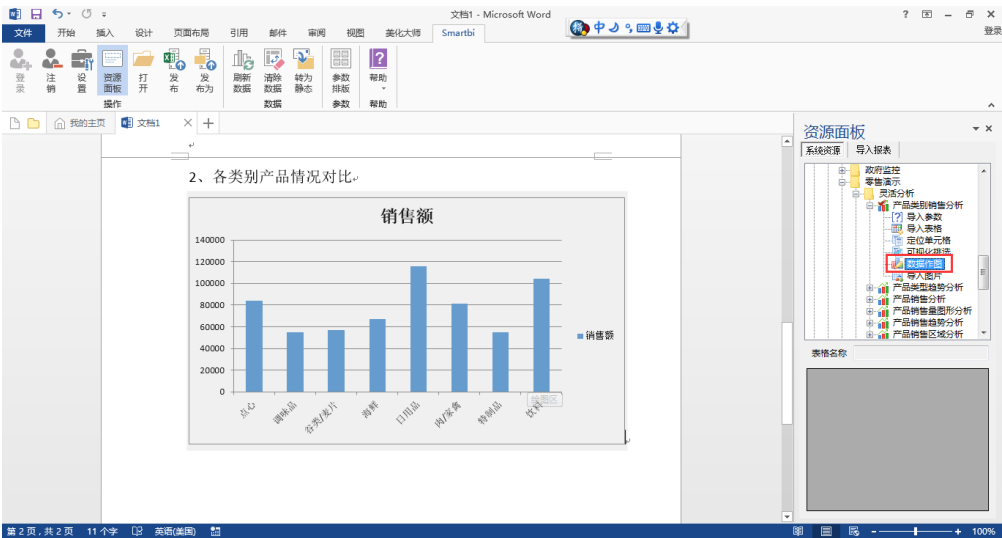 文档1 - Microsoft Word
文件 开始 插入 设计 页面布局 引用 邮件 审阅 视图 美化大师 Smartbi
登录
登录 注销 设置 资源面板 打开 发布 发布为 刷新数据 清除数据 转为静态 参数排版 帮助
操作 数据 参数 帮助
我的主页 文档1
资源面板
系统资源 导入报表
政府监控
零售演示
灵活分析
产品类别销售分析
导入参数
导入表格
定位单元格
可视化挑选
数据作图
导入图片
产品类型趋势分析
产品销售分析
产品销售量图形分析
产品销售趋势分析
产品销售区域分析
表格名称
2、各类别产品情况对比
销售额
140000
120000
100000
80000
60000
40000
20000
0
点心 调味品 谷类/麦片 海鲜 日用品 肉/家禽 特制品 饮料
绘图区
销售额
第 2 页 , 共 2 页 11 个字 英语(美国) 100%